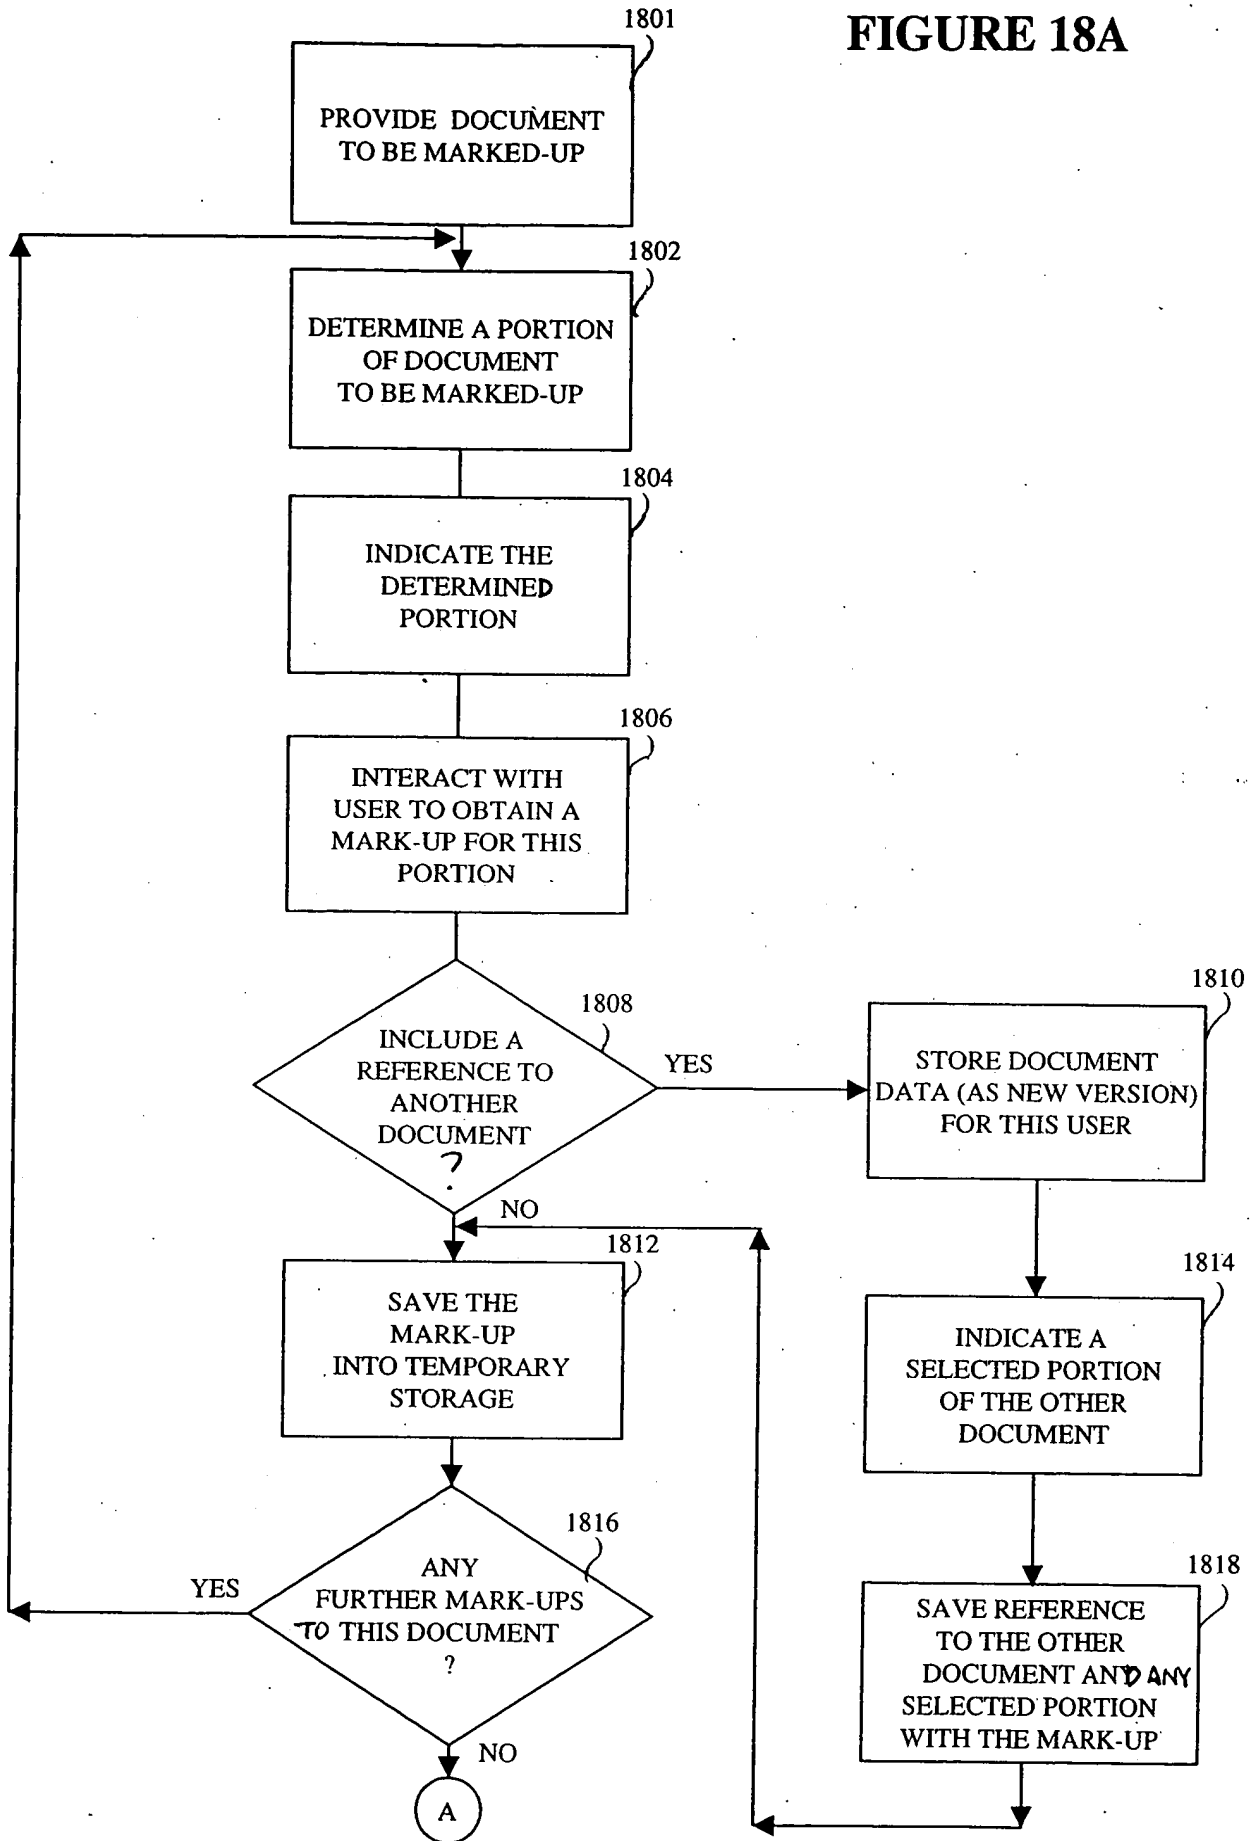 FIGURE 18A
1801
PROVIDE DOCUMENT
TO BE MARKED-UP
1802
DETERMINE A PORTION
OF DOCUMENT
TO BE MARKED-UP
1804
INDICATE THE
DETERMINED
PORTION
1806
INTERACT WITH
USER TO OBTAIN A
MARK-UP FOR THIS
PORTION
1808
INCLUDE A
REFERENCE TO
ANOTHER
DOCUMENT
?
YES
NO
1810
STORE DOCUMENT
DATA (AS NEW VERSION)
FOR THIS USER
1812
SAVE THE
MARK-UP
INTO TEMPORARY
STORAGE
1814
INDICATE A
SELECTED PORTION
OF THE OTHER
DOCUMENT
1816
ANY
FURTHER MARK-UPS
TO THIS DOCUMENT
?
YES
NO
1818
SAVE REFERENCE
TO THE OTHER
DOCUMENT AND ANY
SELECTED PORTION
WITH THE MARK-UP
A